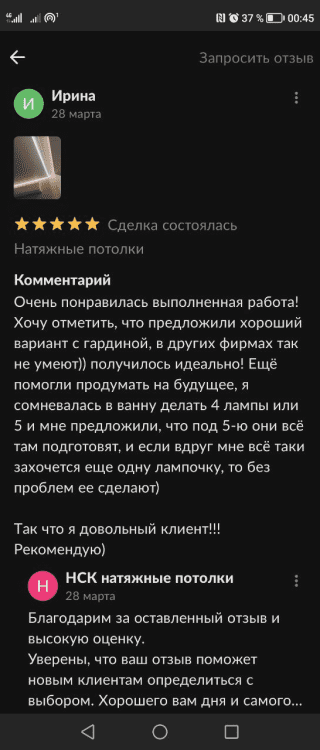 37 % 00:45
Запросить отзыв
И
Ирина
28 марта
Сделка состоялась
Натяжные потолки
Комментарий
Очень понравилась выполненная работа!
Хочу отметить, что предложили хороший
вариант с гардиной, в других фирмах так
не умеют)) получилось идеально! Ещё
помогли продумать на будущее, я
сомневалась в ванну делать 4 лампы или
5 и мне предложили, что под 5-ю они всё
там подготовят, и если вдруг мне всё таки
захочется еще одну лампочку, то без
проблем ее сделают)
Так что я довольный клиент!!!
Рекомендую)
Н
НСК натяжные потолки
28 марта
Благодарим за оставленный отзыв и
высокую оценку.
Уверены, что ваш отзыв поможет
новым клиентам определиться с
выбором. Хорошего вам дня и самого...